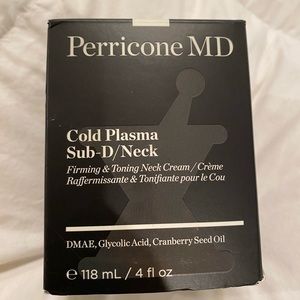 Perricone MD
Cold Plasma
Sub-D/Neck
Firming & Toning Neck Cream / Crème
Raffermissante & Tonifiante pour le Cou
DMAE, Glycolic Acid, Cranberry Seed Oil
℮ 118 mL / 4 fl oz